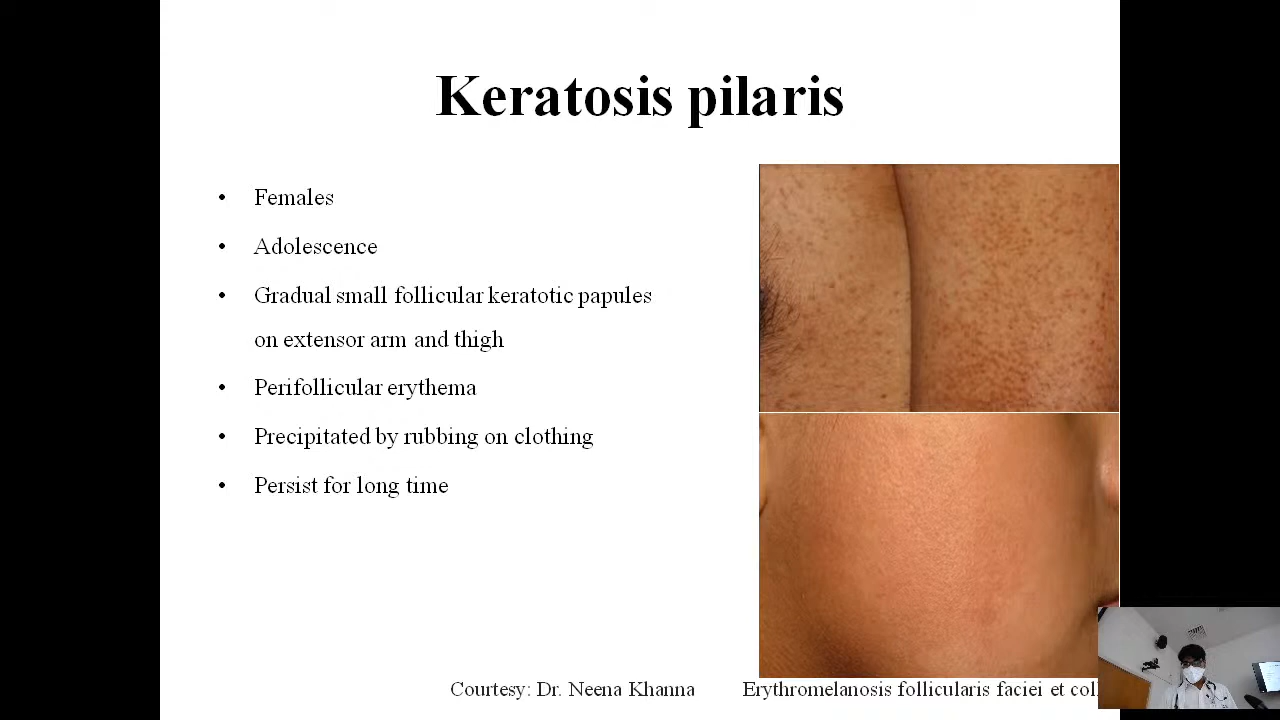 Keratosis pilaris
• Females
• Adolescence
• Gradual small follicular keratotic papules
on extensor arm and thigh
• Perifollicular erythema
• Precipitated by rubbing on clothing
• Persist for long time
Courtesy: Dr. Neena Khanna
Erythromelanosis follicularis faciei et